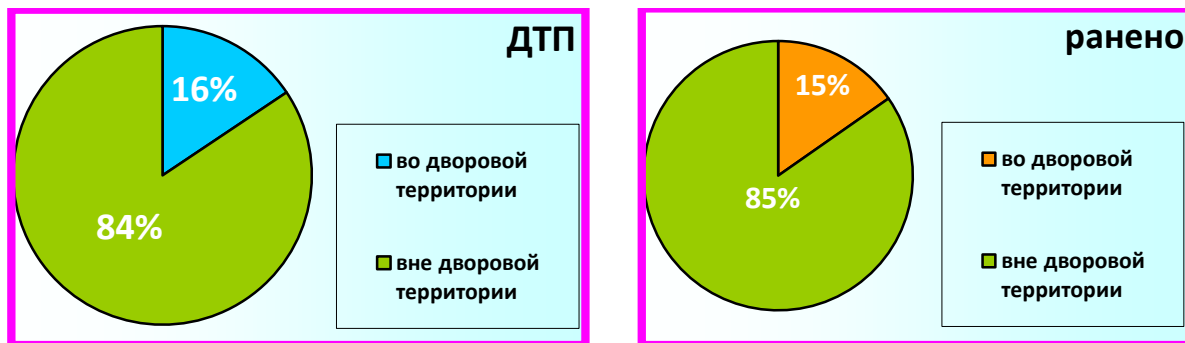 ДТП
16%
84%
во дворовой
территории
вне дворовой
территории
ранено
15%
85%
во дворовой
территории
вне дворовой
территории